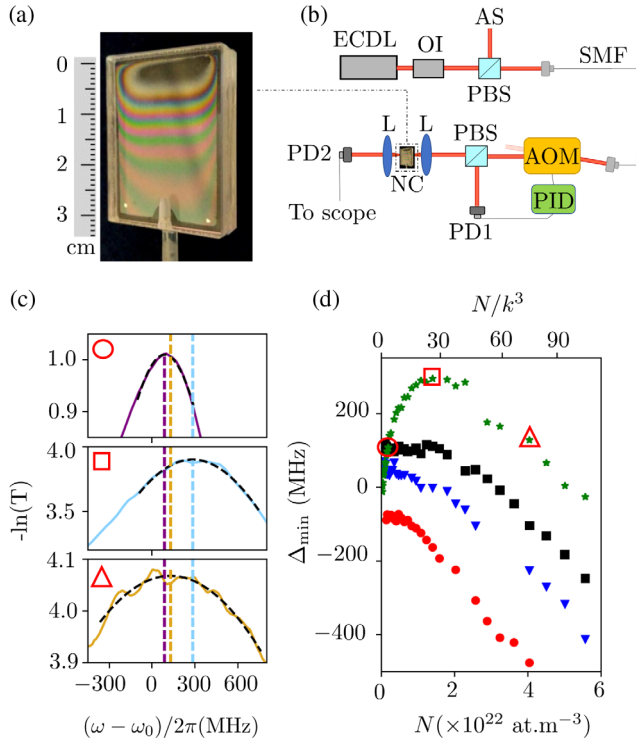 (a)
0
1
2
3
cm
(b)
AS
ECDL
OI
SMF
PBS
L
L
PBS
PD2
AOM
NC
PID
To scope
PD1
(c)
1.0
0.9
4.0
3.5
4.1
4.0
3.9
-ln(T)
−300
0
300
600
(ω − ω₀)/2π(MHz)
(d)
N/k³
0
30
60
90
200
0
−200
−400
Δmin (MHz)
0
2
4
6
N(×10²² at.m⁻³)